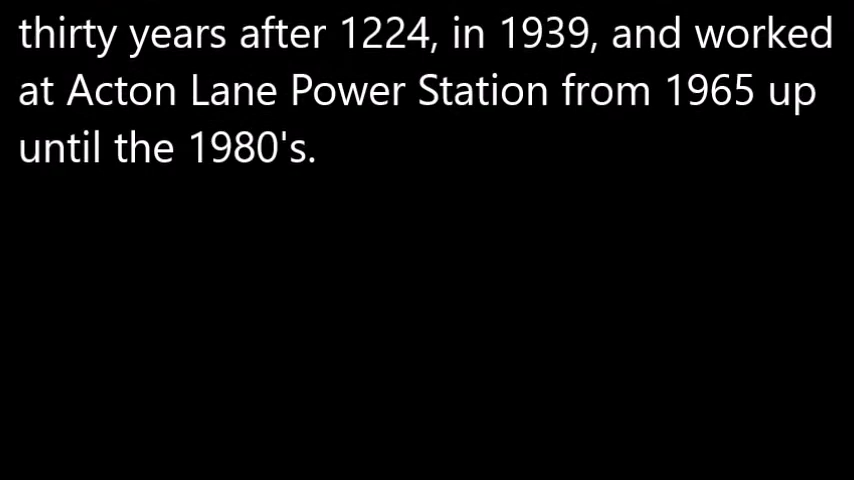 thirty years after 1224, in 1939, and worked
at Acton Lane Power Station from 1965 up
until the 1980's.